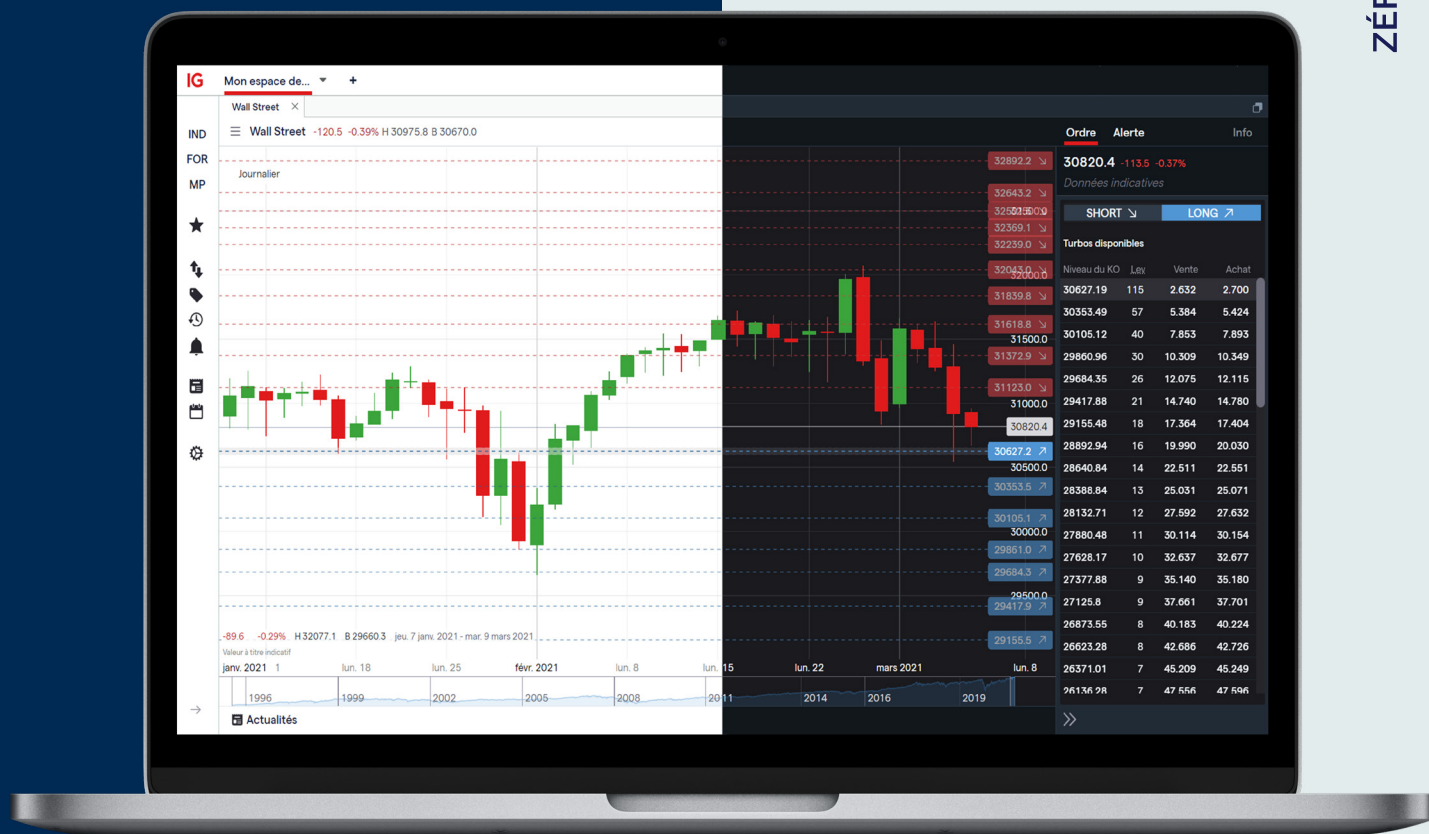 ZÉR
IG Mon espace de... +
Wall Street ×
Wall Street -120.5 -0.39% H 30975.8 B 30670.0
IND
FOR
MP
Journalier
32892.2
32643.2
32500.0
32369.1
32239.0
32043.0
32000.0
31839.8
31618.8
31500.0
31372.9
31123.0
31000.0
30820.4
30627.2
30500.0
30353.5
30105.1
30000.0
29861.0
29684.3
29500.0
29417.9
29155.5
-89.6 -0.29% H 32077.1 B 29660.3 jeu. 7 janv. 2021 - mar. 9 mars 2021
Valeur à titre indicatif
janv. 2021 1 lun. 18 lun. 25 févr. 2021 lun. 8 lun. 15 lun. 22 mars 2021 lun. 8
1996 1999 2002 2005 2008 2011 2014 2016 2019
Actualités
Ordre Alerte Info
30820.4 -113.5 -0.37%
Données indicatives
SHORT LONG
Turbos disponibles
Niveau du KO Lev Vente Achat
30627.19 115 2.632 2.700
30353.49 57 5.384 5.424
30105.12 40 7.853 7.893
29860.96 30 10.309 10.349
29684.35 26 12.075 12.115
29417.88 21 14.740 14.780
29155.48 18 17.364 17.404
28892.94 16 19.990 20.030
28640.84 14 22.511 22.551
28388.84 13 25.031 25.071
28132.71 12 27.592 27.632
27880.48 11 30.114 30.154
27628.17 10 32.637 32.677
27377.88 9 35.140 35.180
27125.8 9 37.661 37.701
26873.55 8 40.183 40.224
26623.28 8 42.686 42.726
26371.01 7 45.209 45.249
26136.28 7 47.556 47.596